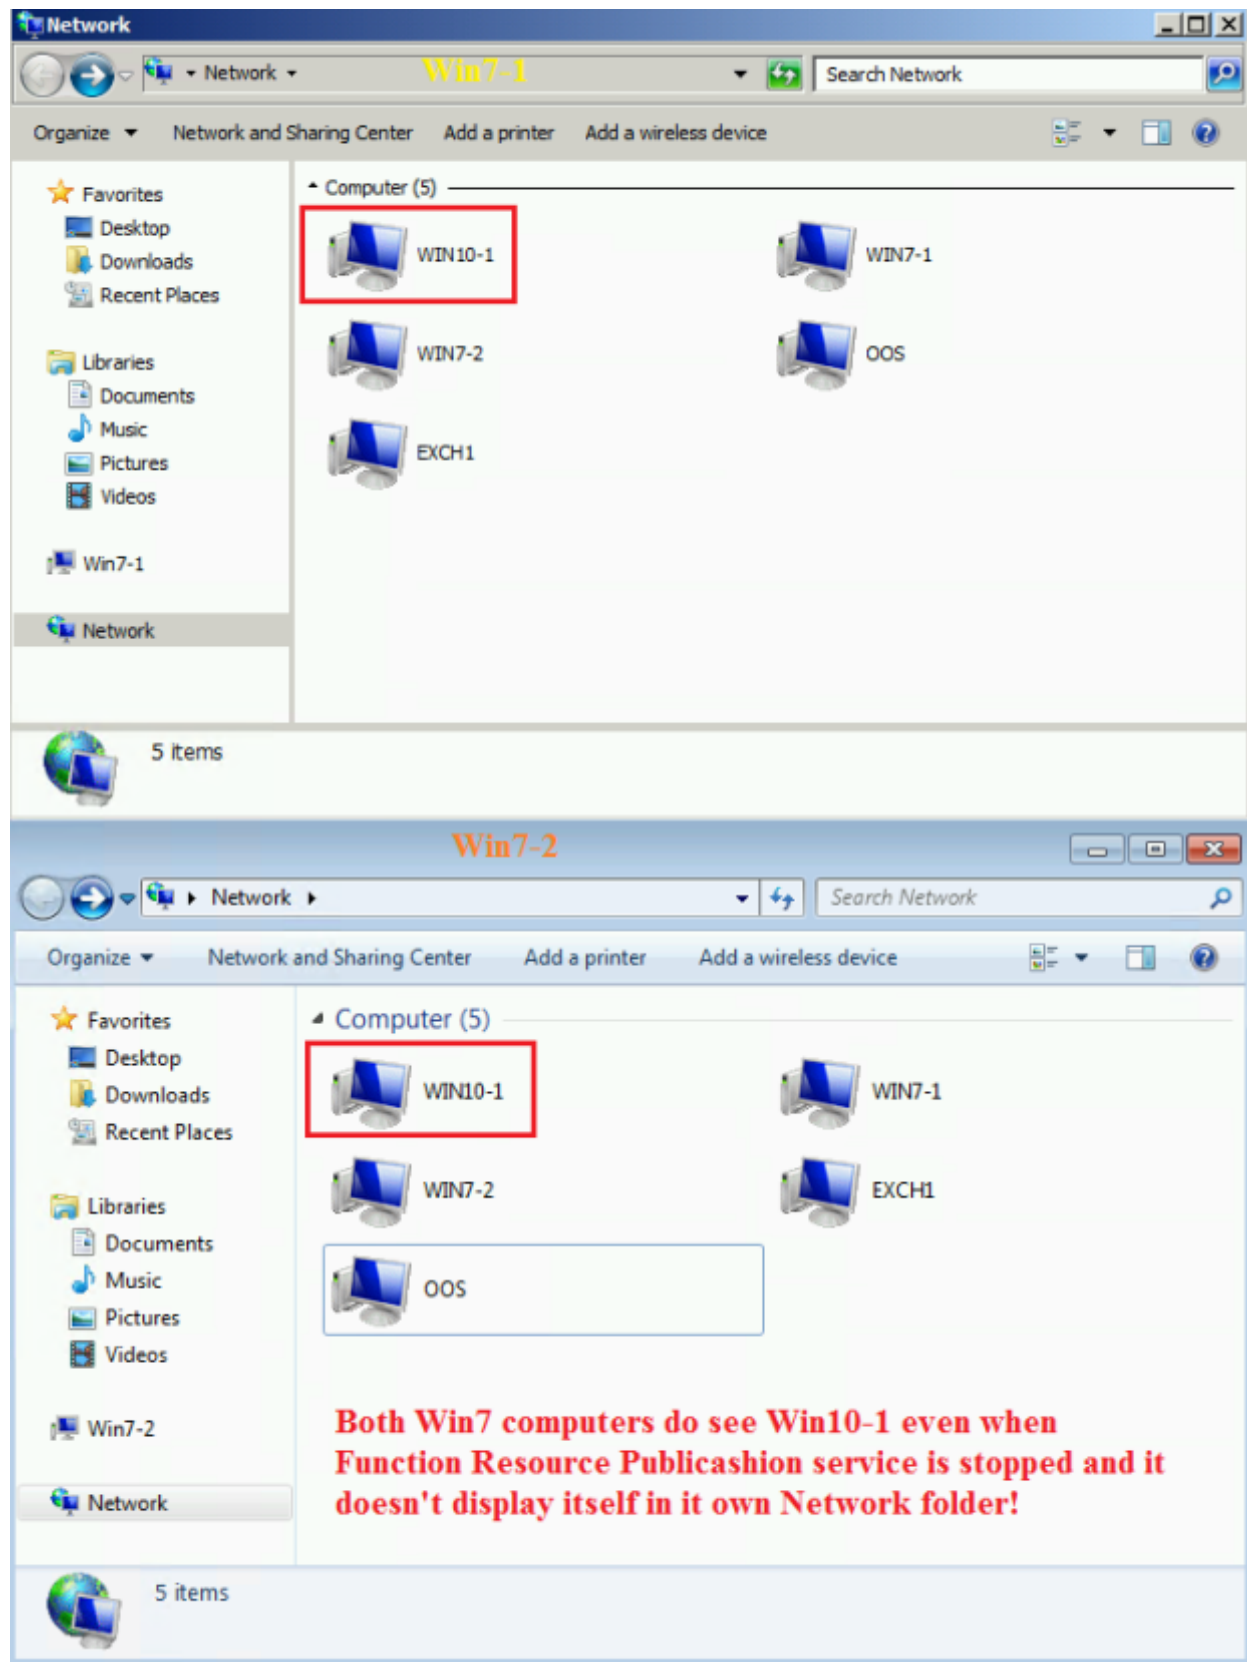 Network
Network
Win7-1
Search Network
Organize
Network and Sharing Center
Add a printer
Add a wireless device
Favorites
Desktop
Downloads
Recent Places
Libraries
Documents
Music
Pictures
Videos
Win7-1
Network
Computer (5)
WIN10-1
WIN7-1
WIN7-2
OOS
EXCH1
5 items
Win7-2
Network
Search Network
Organize
Network and Sharing Center
Add a printer
Add a wireless device
Favorites
Desktop
Downloads
Recent Places
Libraries
Documents
Music
Pictures
Videos
Win7-2
Network
Computer (5)
WIN10-1
WIN7-1
WIN7-2
EXCH1
OOS
Both Win7 computers do see Win10-1 even when
Function Resource Publicashion service is stopped and it
doesn't display itself in it own Network folder!
5 items